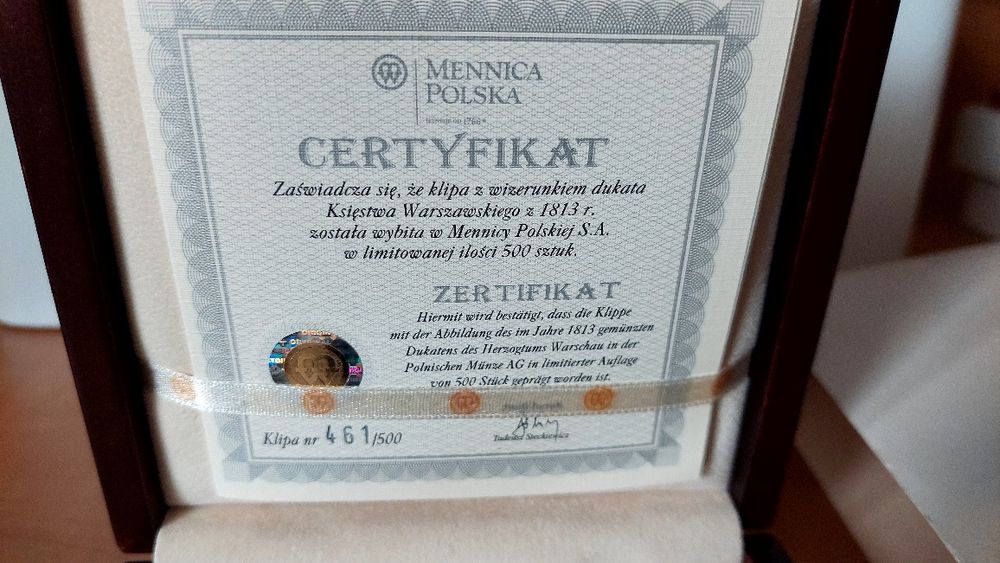 MENNICA
POLSKA
CERTYFIKAT
Zaświadcza się, że klipa z wizerunkiem dukata
Księstwa Warszawskiego z 1813 r.
została wybita w Mennicy Polskiej S.A.
w limitowanej ilości 500 sztuk.
ZERTIFIKAT
Hiermit wird bestätigt, dass die Klippe
mit der Abbildung des im Jahre 1813 gemünzten
Dukatens des Herzogtums Warschau in der
Polnischen Münze AG in limitierter Auflage
von 500 Stück geprägt worden ist.
Tadeusz Steckiewicz
Klipa nr 461/500